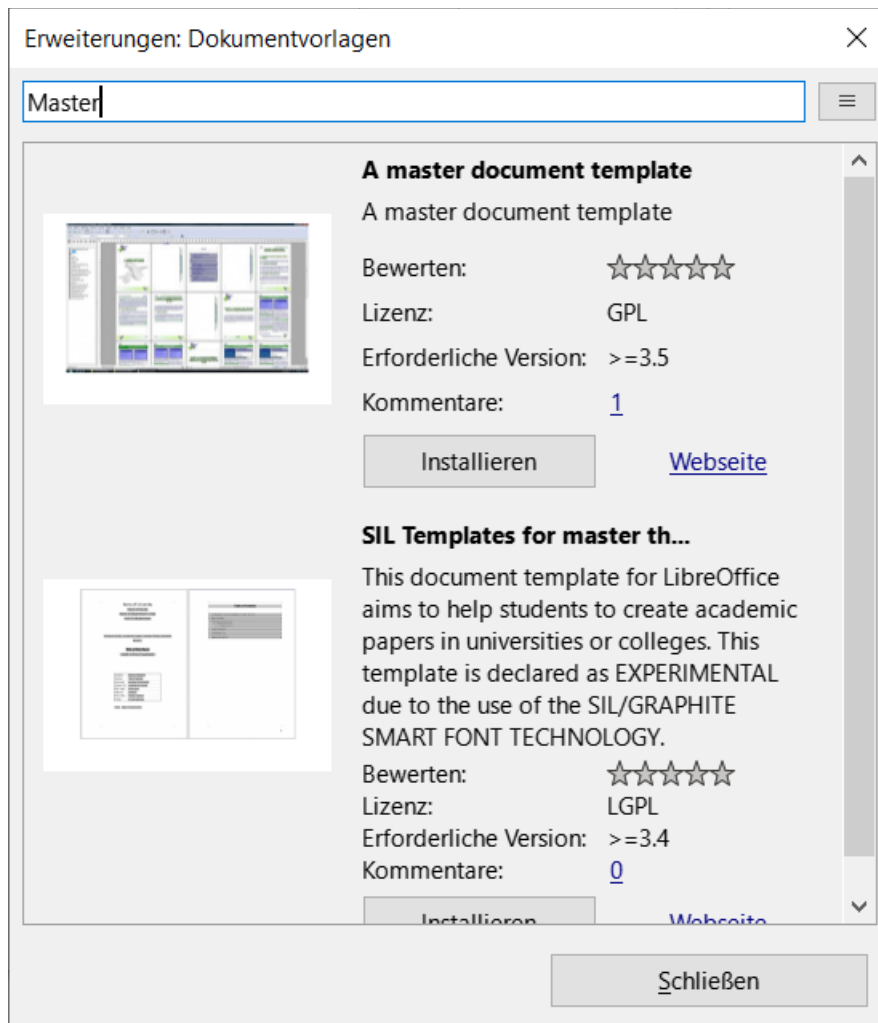 Erweiterungen: Dokumentvorlagen
Master
A master document template
A master document template
Bewerten:
Lizenz: GPL
Erforderliche Version: >=3.5
Kommentare: 1
Installieren Webseite
SIL Templates for master th...
This document template for LibreOffice
aims to help students to create academic
papers in universities or colleges. This
template is declared as EXPERIMENTAL
due to the use of the SIL/GRAPHITE
SMART FONT TECHNOLOGY.
Bewerten:
Lizenz: LGPL
Erforderliche Version: >=3.4
Kommentare: 0
Installieren Webseite
Schließen